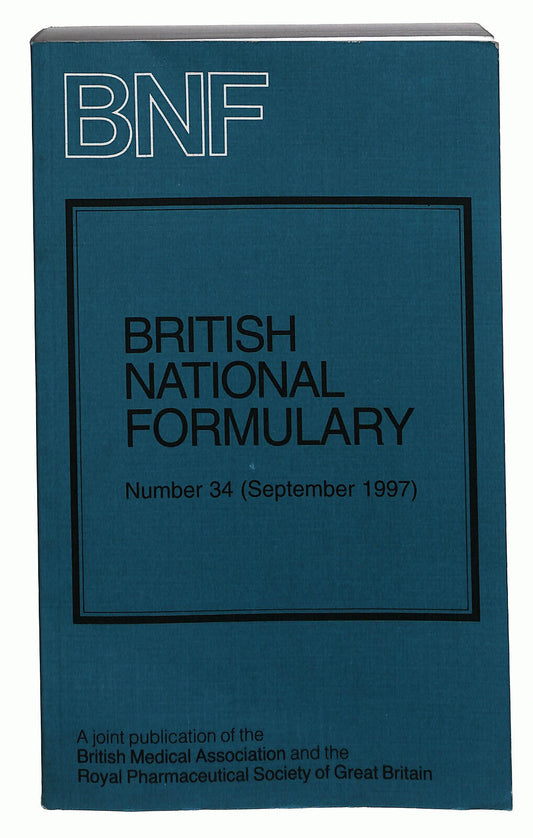 BNF
BRITISH
NATIONAL
FORMULARY
Number 34 (September 1997)
A joint publication of the
British Medical Association and the
Royal Pharmaceutical Society of Great Britain